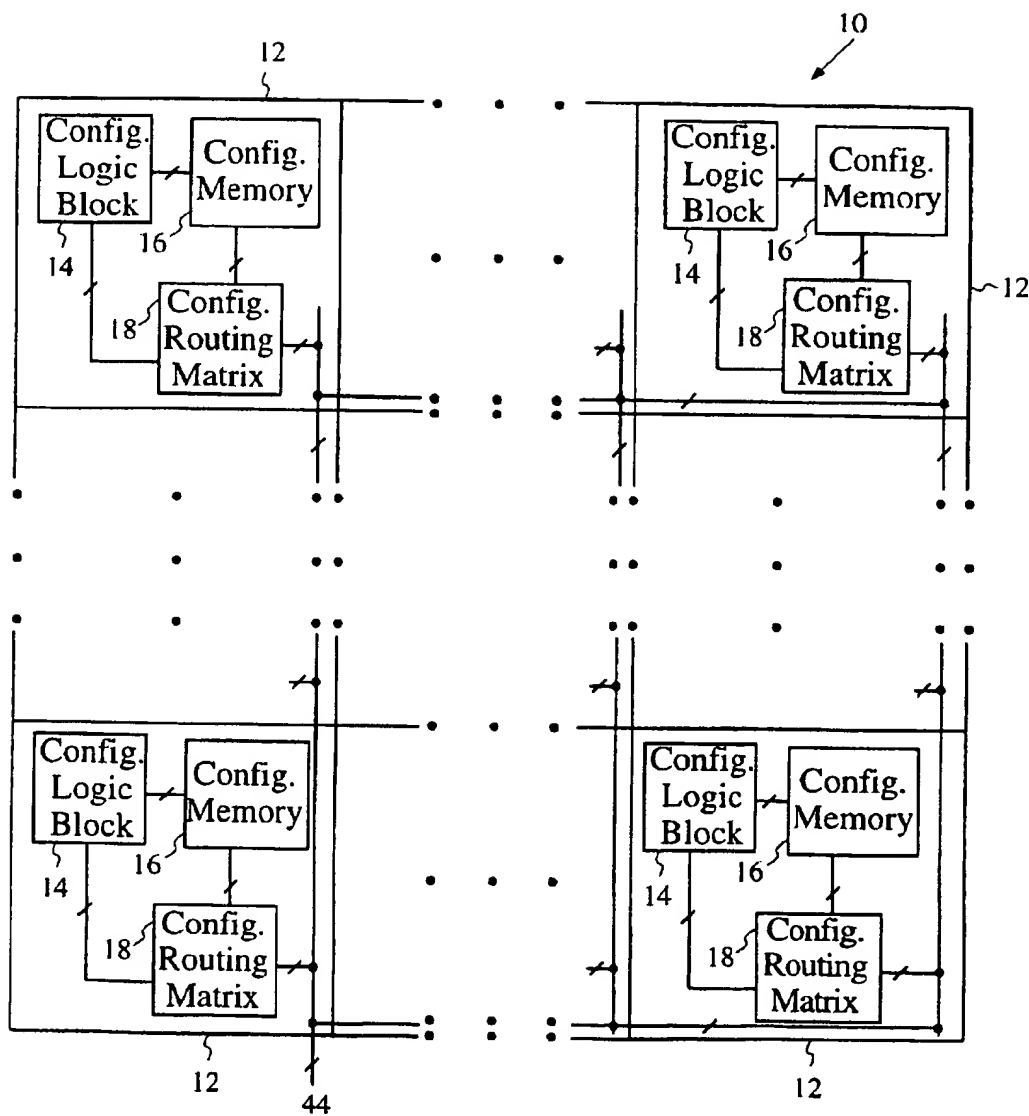 10
12
Config.
Logic
Block
Config.
Memory
14
16
18
Config.
Routing
Matrix
Config.
Logic
Block
Config.
Memory
14
16
12
18
Config.
Routing
Matrix
Config.
Logic
Block
Config.
Memory
14
16
18
Config.
Routing
Matrix
12
44
Config.
Logic
Block
Config.
Memory
14
16
18
Config.
Routing
Matrix
12